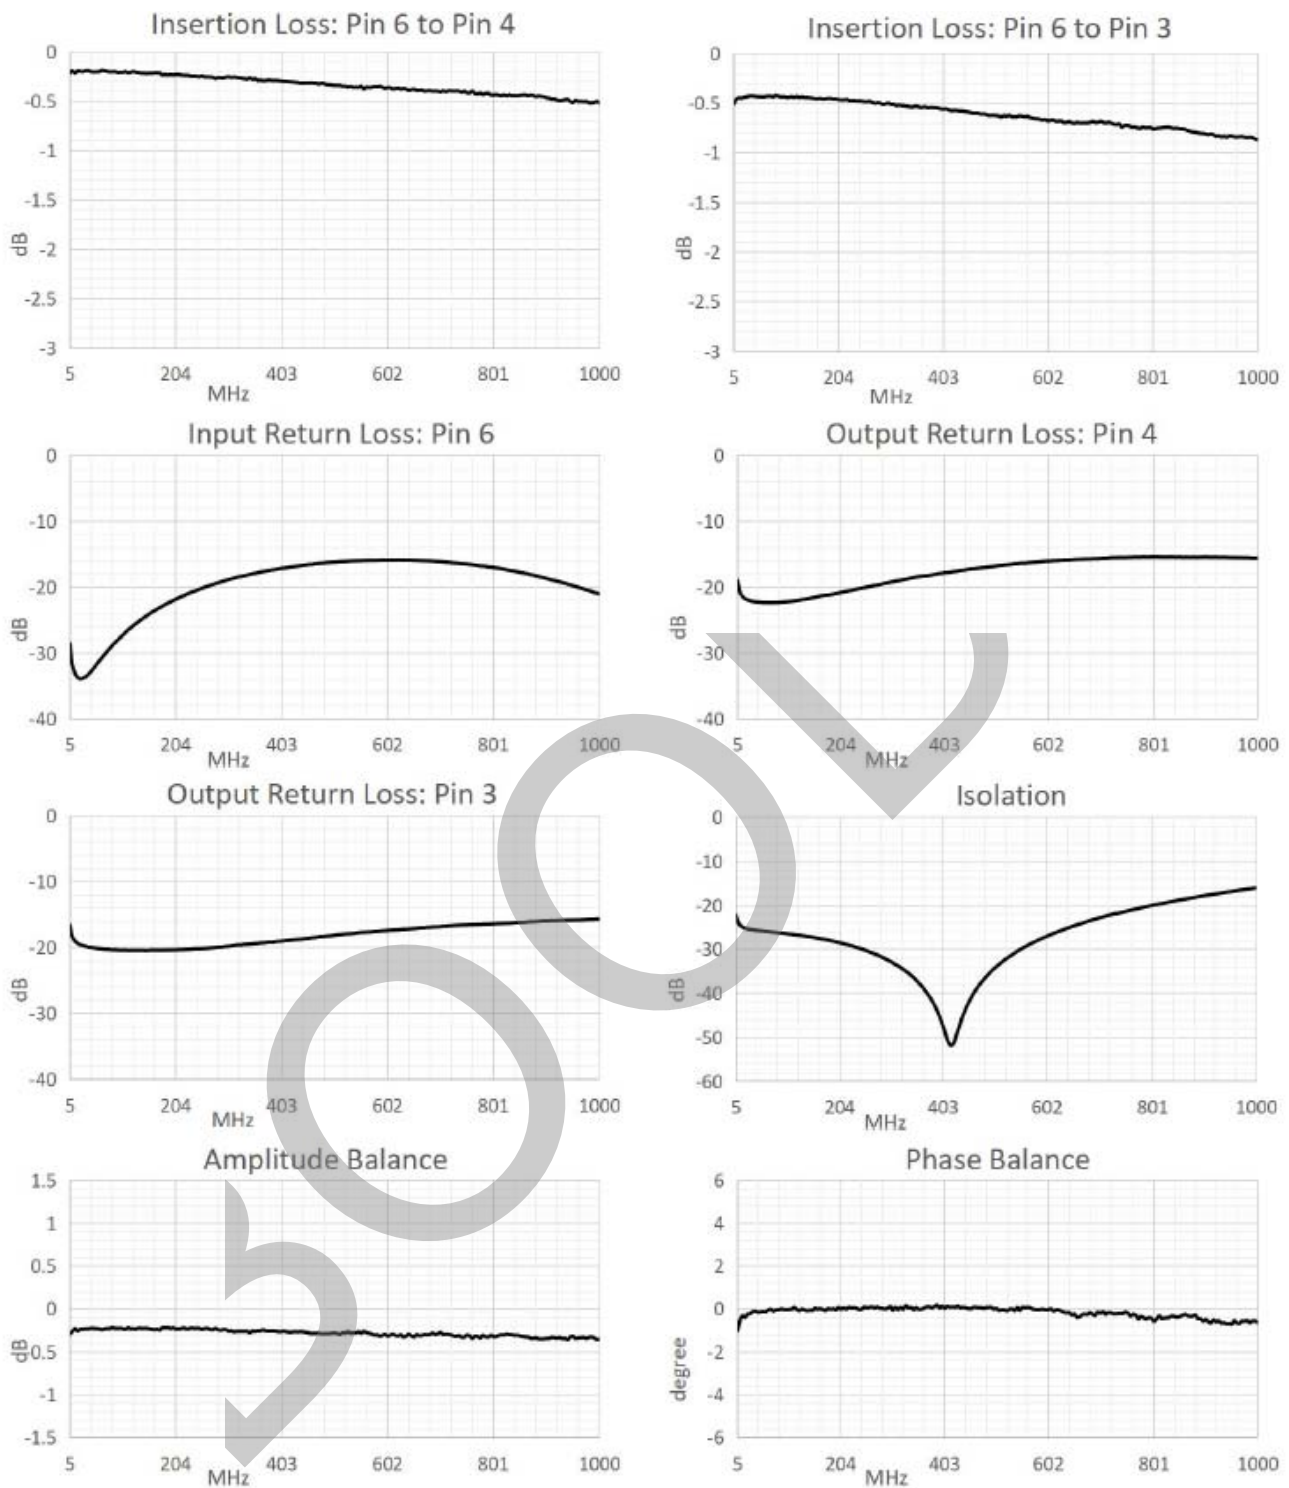 Insertion Loss: Pin 6 to Pin 4
0
-0.5
-1
-1.5
-2
-2.5
-3
dB
5 204 403 602 801 1000
MHz
Insertion Loss: Pin 6 to Pin 3
0
-0.5
-1
-1.5
-2
-2.5
-3
dB
5 204 403 602 801 1000
MHz
Input Return Loss: Pin 6
0
-10
-20
-30
-40
dB
5 204 403 602 801 1000
MHz
Output Return Loss: Pin 4
0
-10
-20
-30
-40
dB
5 204 403 602 801 1000
MHz
Output Return Loss: Pin 3
0
-10
-20
-30
-40
dB
5 204 403 602 801 1000
MHz
Isolation
0
-10
-20
-30
-40
-50
-60
dB
5 204 403 602 801 1000
MHz
Amplitude Balance
1.5
1
0.5
0
-0.5
-1
-1.5
dB
5 204 403 602 801 1000
MHz
Phase Balance
6
4
2
0
-2
-4
-6
degree
5 204 403 602 801 1000
MHz